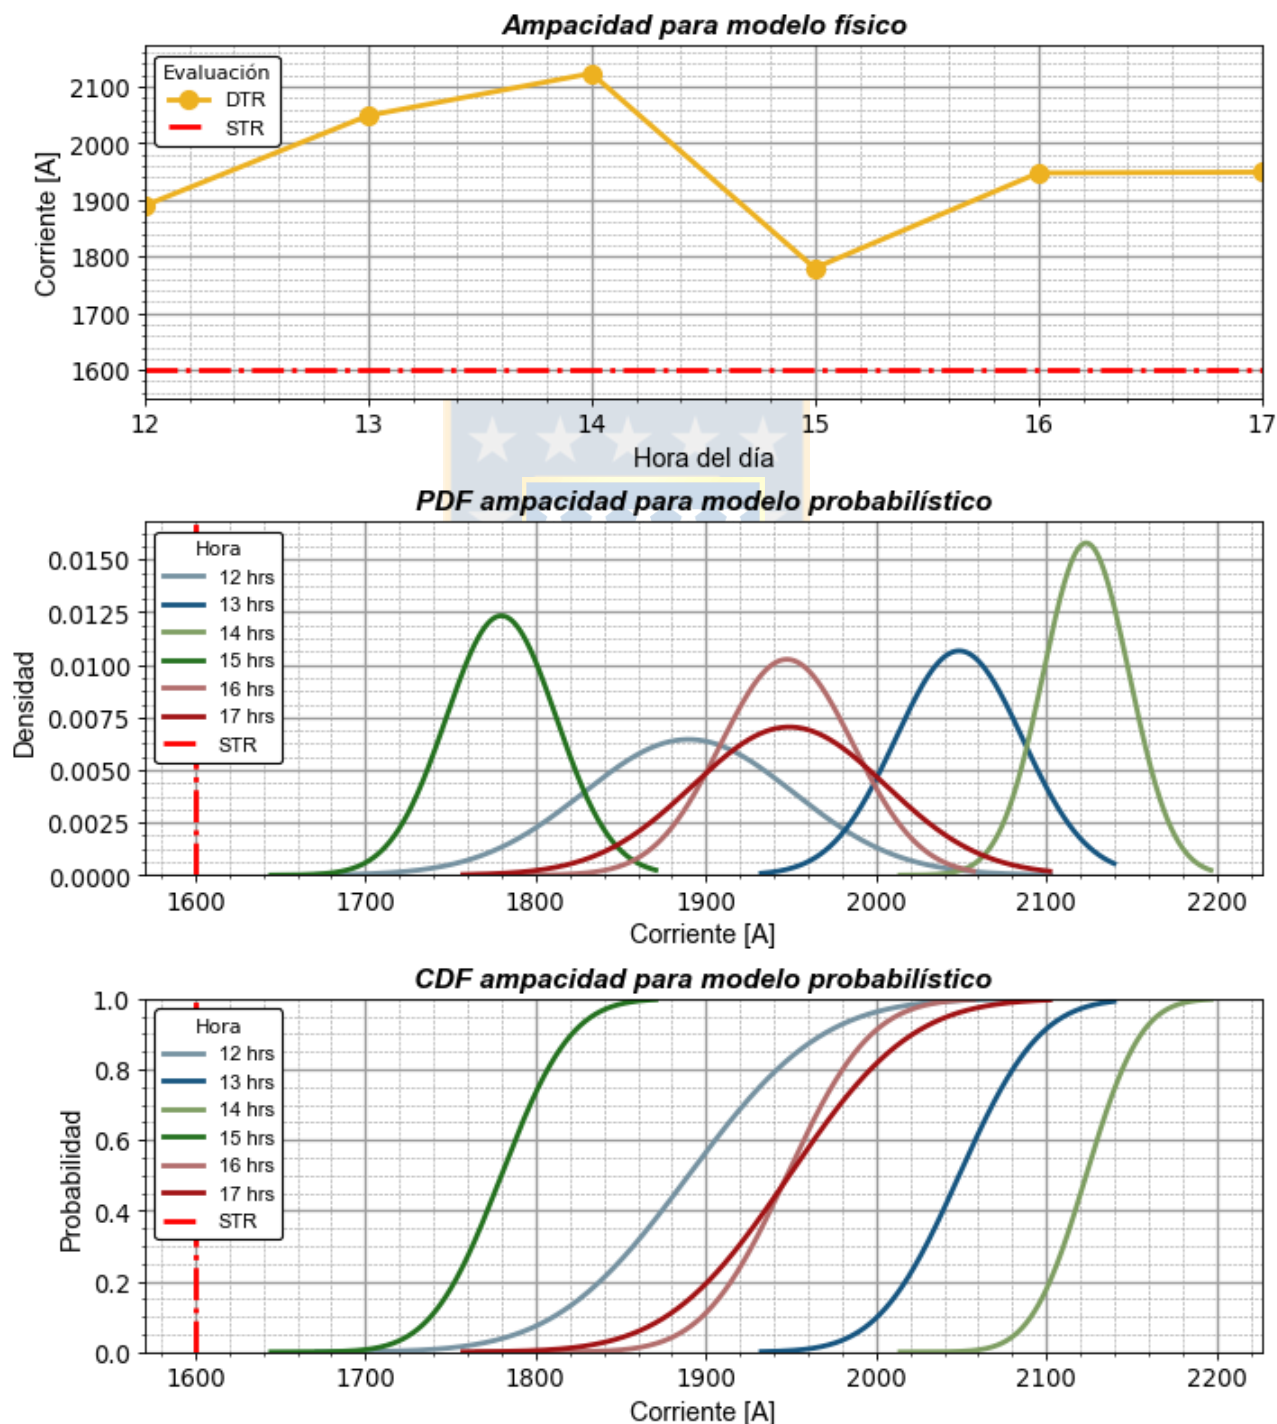 Ampacidad para modelo físico
Corriente [A]
2100
2000
1900
1800
1700
1600
Evaluación
DTR
STR
12 13 14 15 16 17
Hora del día
PDF ampacidad para modelo probabilístico
Densidad
0.0150
0.0125
0.0100
0.0075
0.0050
0.0025
0.0000
Hora
12 hrs
13 hrs
14 hrs
15 hrs
16 hrs
17 hrs
STR
1600 1700 1800 1900 2000 2100 2200
Corriente [A]
CDF ampacidad para modelo probabilístico
Probabilidad
1.0
0.8
0.6
0.4
0.2
0.0
Hora
12 hrs
13 hrs
14 hrs
15 hrs
16 hrs
17 hrs
STR
1600 1700 1800 1900 2000 2100 2200
Corriente [A]